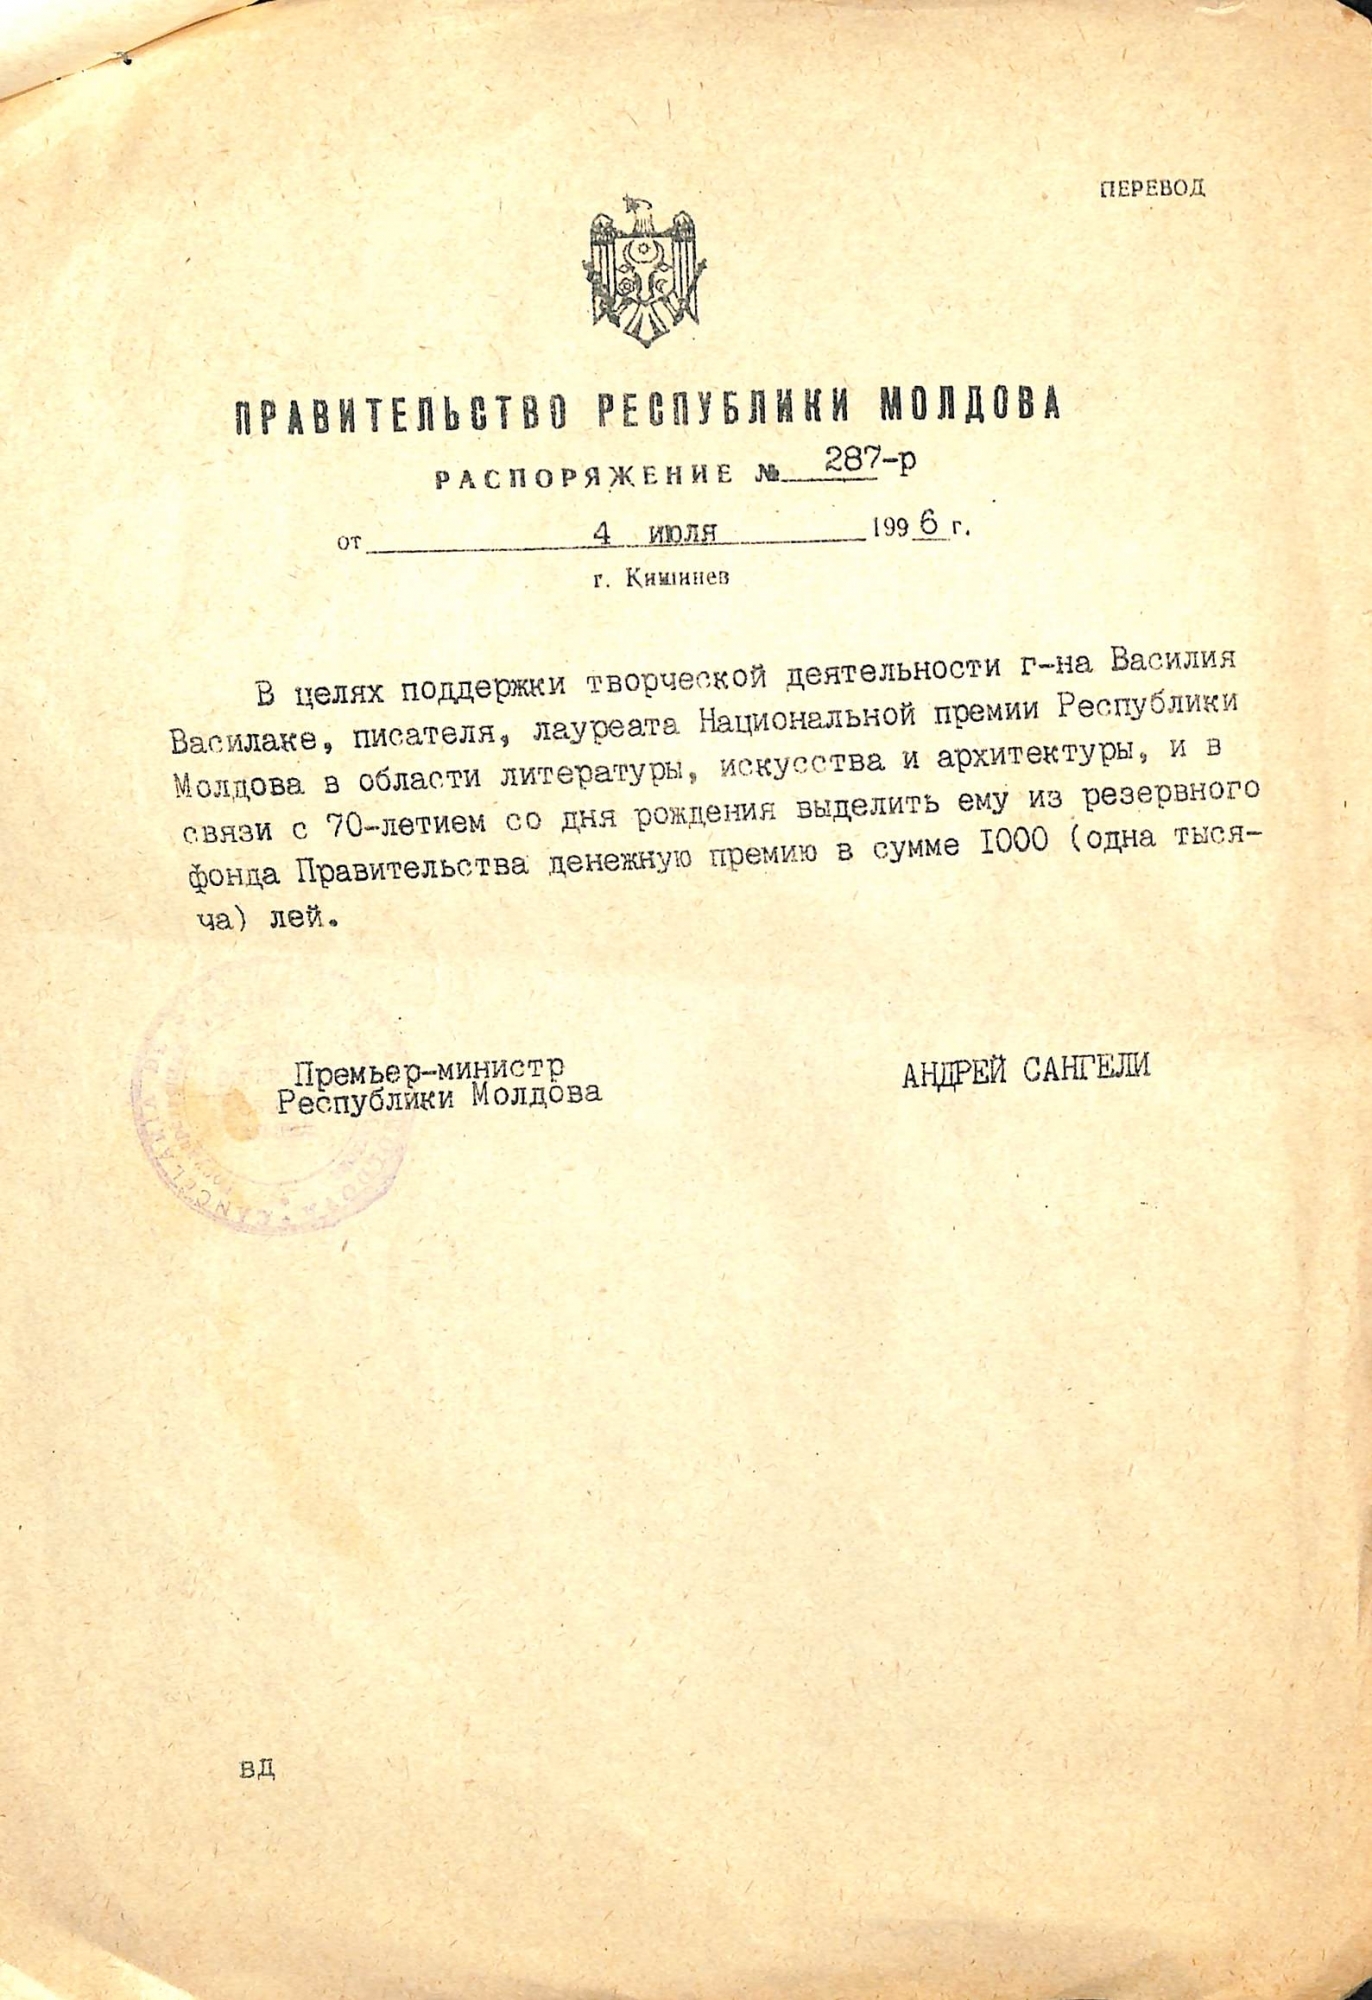 ПЕРЕВОД
ПРАВИТЕЛЬСТВО РЕСПУБЛИКИ МОЛДОВА
РАСПОРЯЖЕНИЕ № 287-р
от 4 июля 1996 г.
г. Кишинев
В целях поддержки творческой деятельности г-на Василия
Василаке, писателя, лауреата Национальной премии Республики
Молдова в области литературы, искусства и архитектуры, и в
связи с 70-летием со дня рождения выделить ему из резервного
фонда Правительства денежную премию в сумме 1000 (одна тыся-
ча) лей.
Премьер-министр
Республики Молдова
АНДРЕЙ САНГЕЛИ
ВД